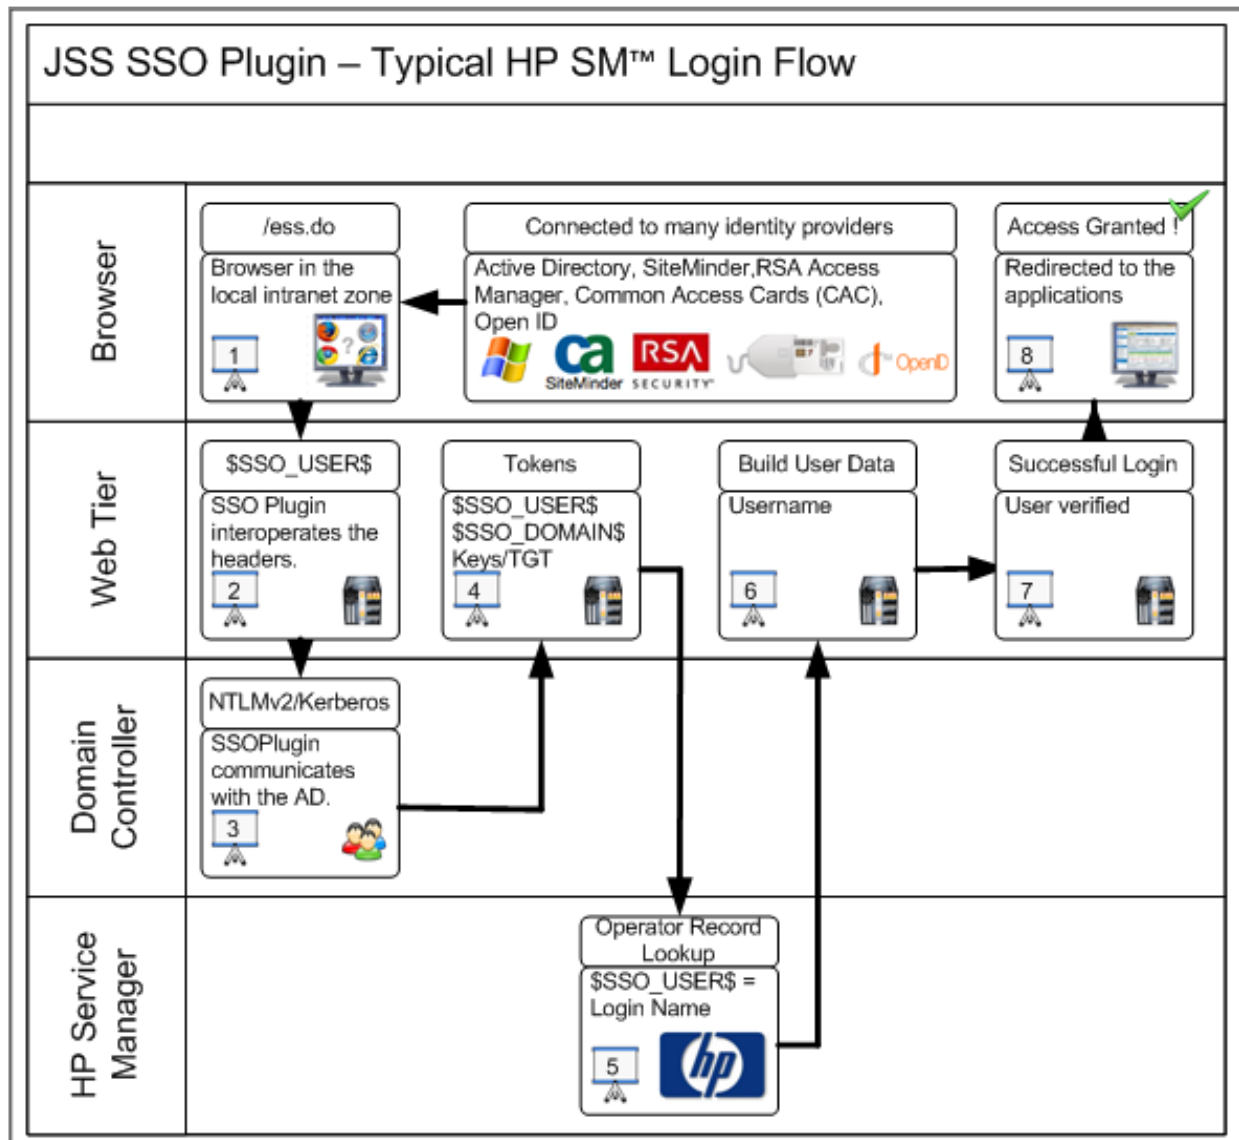 JSS SSO Plugin – Typical HP SM™ Login Flow
Browser
/ess.do
Browser in the
local intranet zone
1
Connected to many identity providers
Active Directory, SiteMinder,RSA Access
Manager, Common Access Cards (CAC),
Open ID
ca
SiteMinder
RSA
SECURITY®
OpenID
Access Granted !
Redirected to the
applications
8
Web Tier
$SSO_USER$
SSO Plugin
interoperates the
headers.
2
Tokens
$SSO_USER$
$SSO_DOMAIN$
Keys/TGT
4
Build User Data
Username
6
Successful Login
User verified
7
Domain
Controller
NTLMv2/Kerberos
SSOPlugin
communicates
with the AD.
3
HP Service
Manager
Operator Record
Lookup
$SSO_USER$ =
Login Name
5
hp